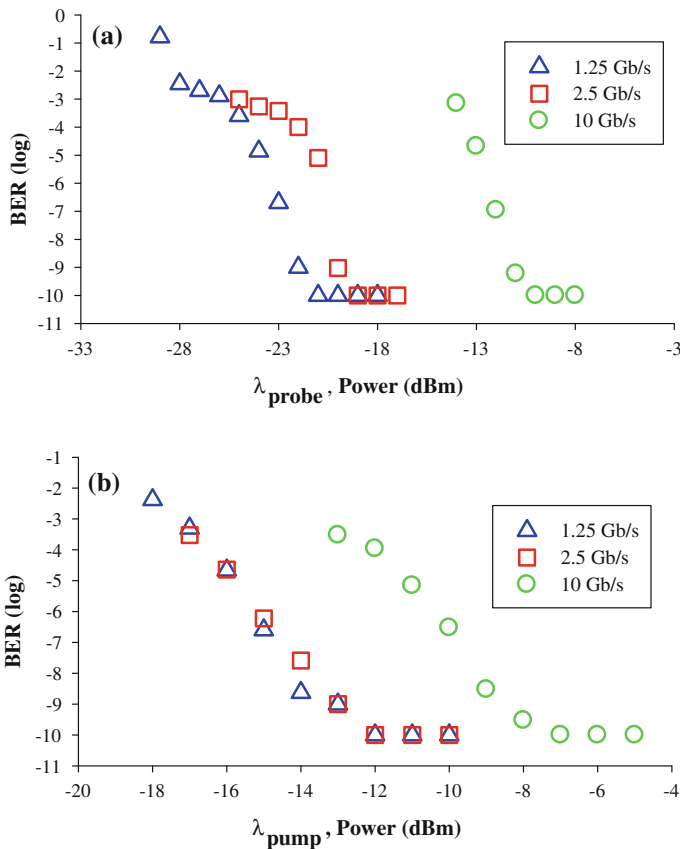 (a)
0
-1
-2
-3
-4
-5
-6
-7
-8
-9
-10
-11
BER (log)
1.25 Gb/s
2.5 Gb/s
10 Gb/s
-33 -28 -23 -18 -13 -8 -3
λprobe , Power (dBm)
(b)
-1
-2
-3
-4
-5
-6
-7
-8
-9
-10
-11
BER (log)
1.25 Gb/s
2.5 Gb/s
10 Gb/s
-20 -18 -16 -14 -12 -10 -8 -6 -4
λpump , Power (dBm)